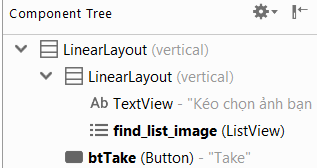 Component Tree
LinearLayout (vertical)
LinearLayout (vertical)
Ab TextView - "Kéo chọn ảnh bạn
find_list_image (ListView)
btTake (Button) - "Take"